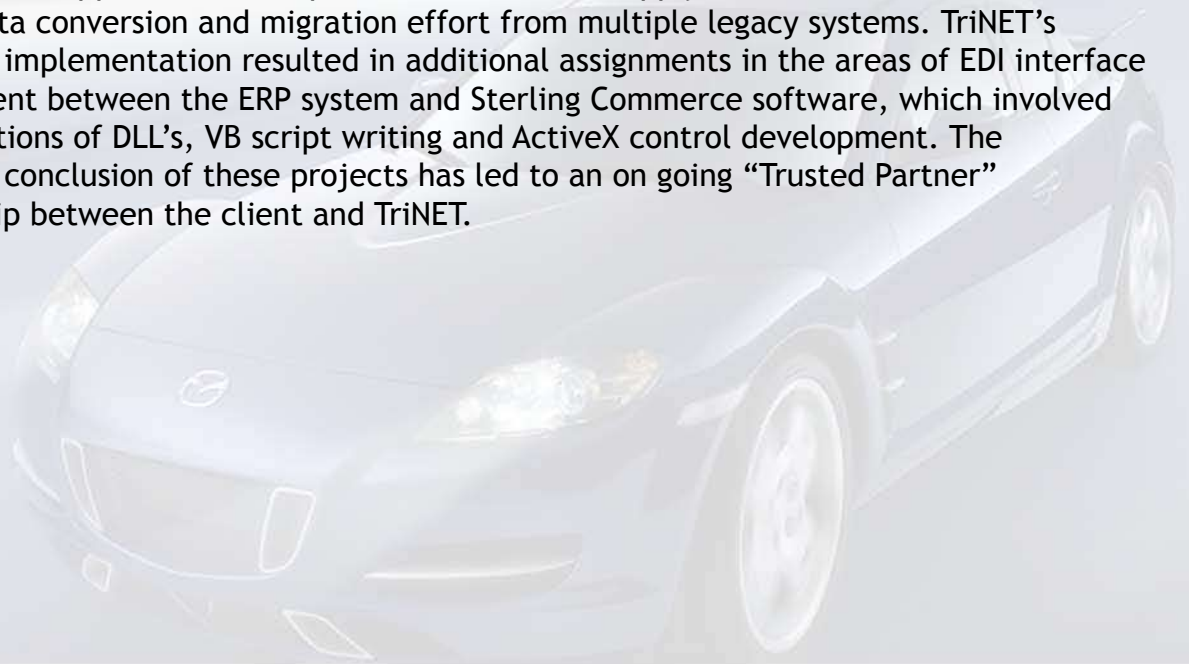 ta conversion and migration effort from multiple legacy systems. TriNET’s
implementation resulted in additional assignments in the areas of EDI interface
ent between the ERP system and Sterling Commerce software, which involved
tions of DLL’s, VB script writing and ActiveX control development. The
conclusion of these projects has led to an on going “Trusted Partner”
ip between the client and TriNET.